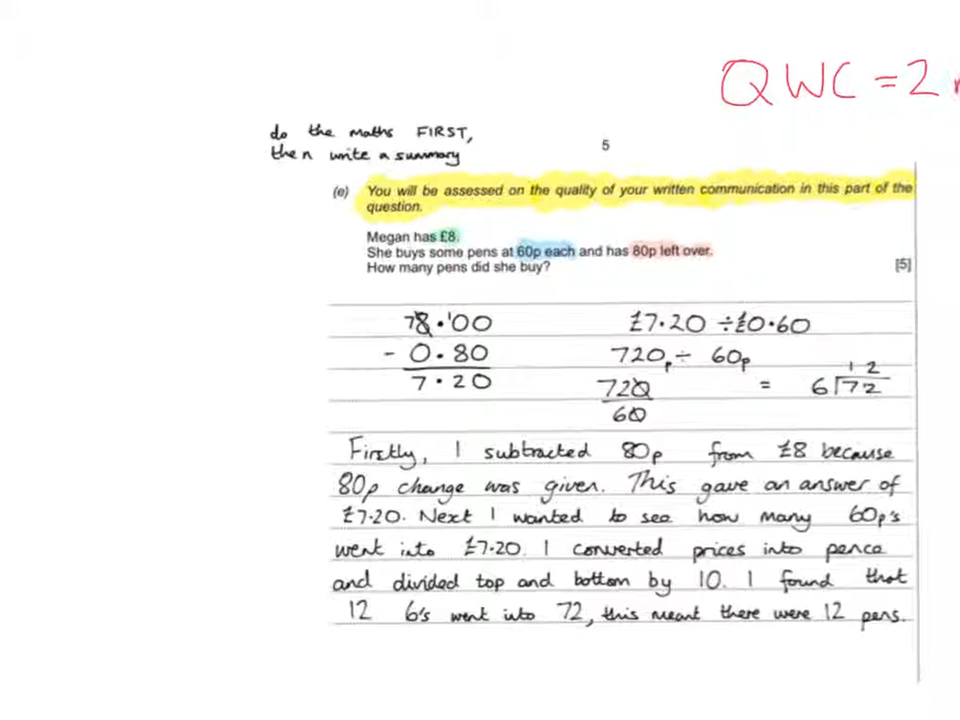 QWC = 2
do the maths FIRST,
then write a summary
5
(e) You will be assessed on the quality of your written communication in this part of the
question.
Megan has £8.
She buys some pens at 60p each and has 80p left over.
How many pens did she buy? [5]
78.100 £7.20 ÷ £0.60
- 0.80 720p ÷ 60p
7.20 720/60 = 6)72 12
Firstly, I subtracted 80p from £8 because
80p change was given. This gave an answer of
£7.20. Next I wanted to see how many 60p's
went into £7.20. I converted prices into pence
and divided top and bottom by 10. I found that
12 6's went into 72, this meant there were 12 pens.